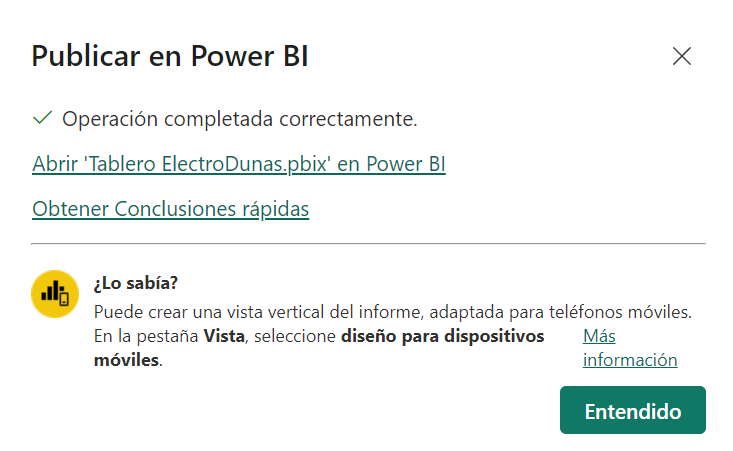 Publicar en Power BI
Operación completada correctamente.
Abrir 'Tablero ElectroDunas.pbix' en Power BI
Obtener Conclusiones rápidas
¿Lo sabía?
Puede crear una vista vertical del informe, adaptada para teléfonos móviles.
En la pestaña Vista, seleccione diseño para dispositivos móviles.
Más información
Entendido